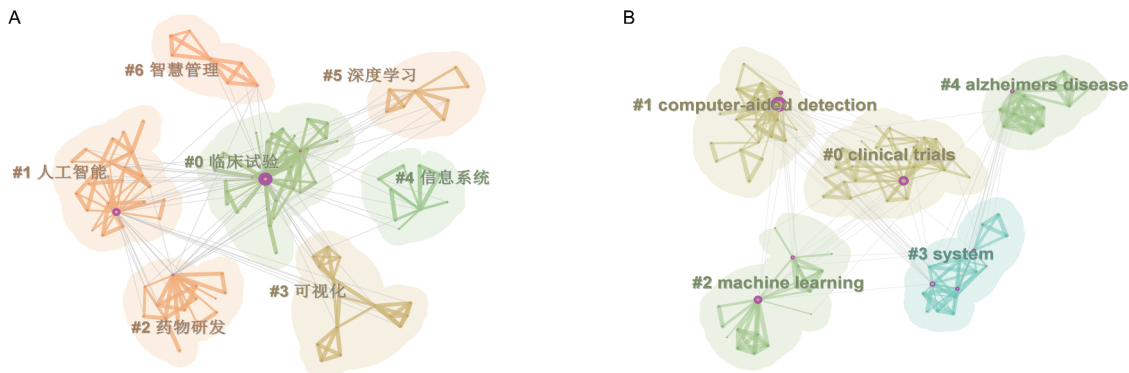 A
#6 智慧管理
#5 深度学习
#1 人工智能
#0 临床试验
#4 信息系统
#3 可视化
#2 药物研发
B
#4 alzheimers disease
#1 computer-aided detection
#0 clinical trials
#3 system
#2 machine learning